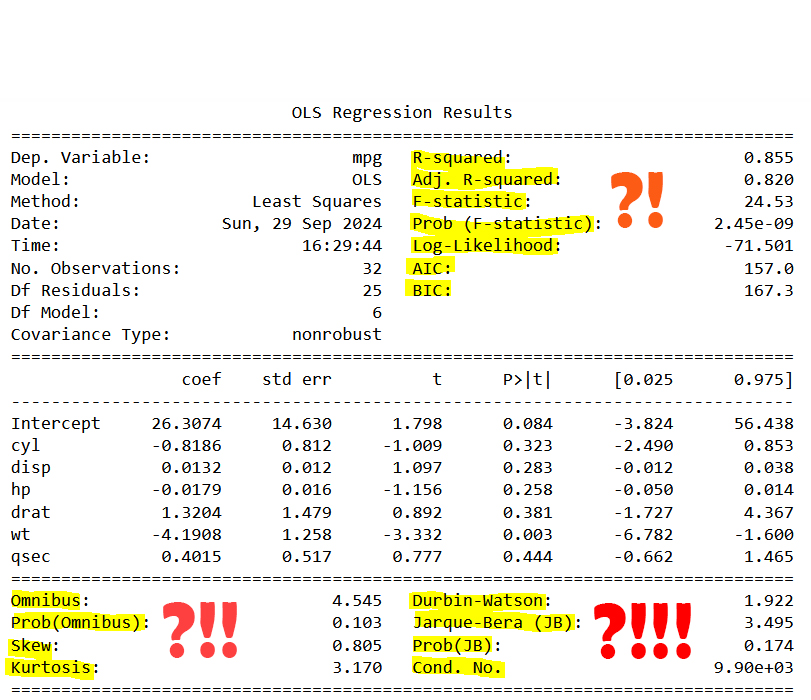 OLS Regression Results
==============================================================================
Dep. Variable: mpg R-squared: 0.855
Model: OLS Adj. R-squared: 0.820
Method: Least Squares F-statistic: 24.53
Date: Sun, 29 Sep 2024 Prob (F-statistic): 2.45e-09
Time: 16:29:44 Log-Likelihood: -71.501
No. Observations: 32 AIC: 157.0
Df Residuals: 25 BIC: 167.3
Df Model: 6
Covariance Type: nonrobust
?!
==============================================================================
coef std err t P>|t| [0.025 0.975]
------------------------------------------------------------------------------
Intercept 26.3074 14.630 1.798 0.084 -3.824 56.438
cyl -0.8186 0.812 -1.009 0.323 -2.490 0.853
disp 0.0132 0.012 1.097 0.283 -0.012 0.038
hp -0.0179 0.016 -1.156 0.258 -0.050 0.014
drat 1.3204 1.479 0.892 0.381 -1.727 4.367
wt -4.1908 1.258 -3.332 0.003 -6.782 -1.600
qsec 0.4015 0.517 0.777 0.444 -0.662 1.465
==============================================================================
Omnibus: 4.545 Durbin-Watson: 1.922
Prob(Omnibus): 0.103 Jarque-Bera (JB): 3.495
Skew: 0.805 Prob(JB): 0.174
Kurtosis: 3.170 Cond. No. 9.90e+03
?!!! ?!!!
==============================================================================